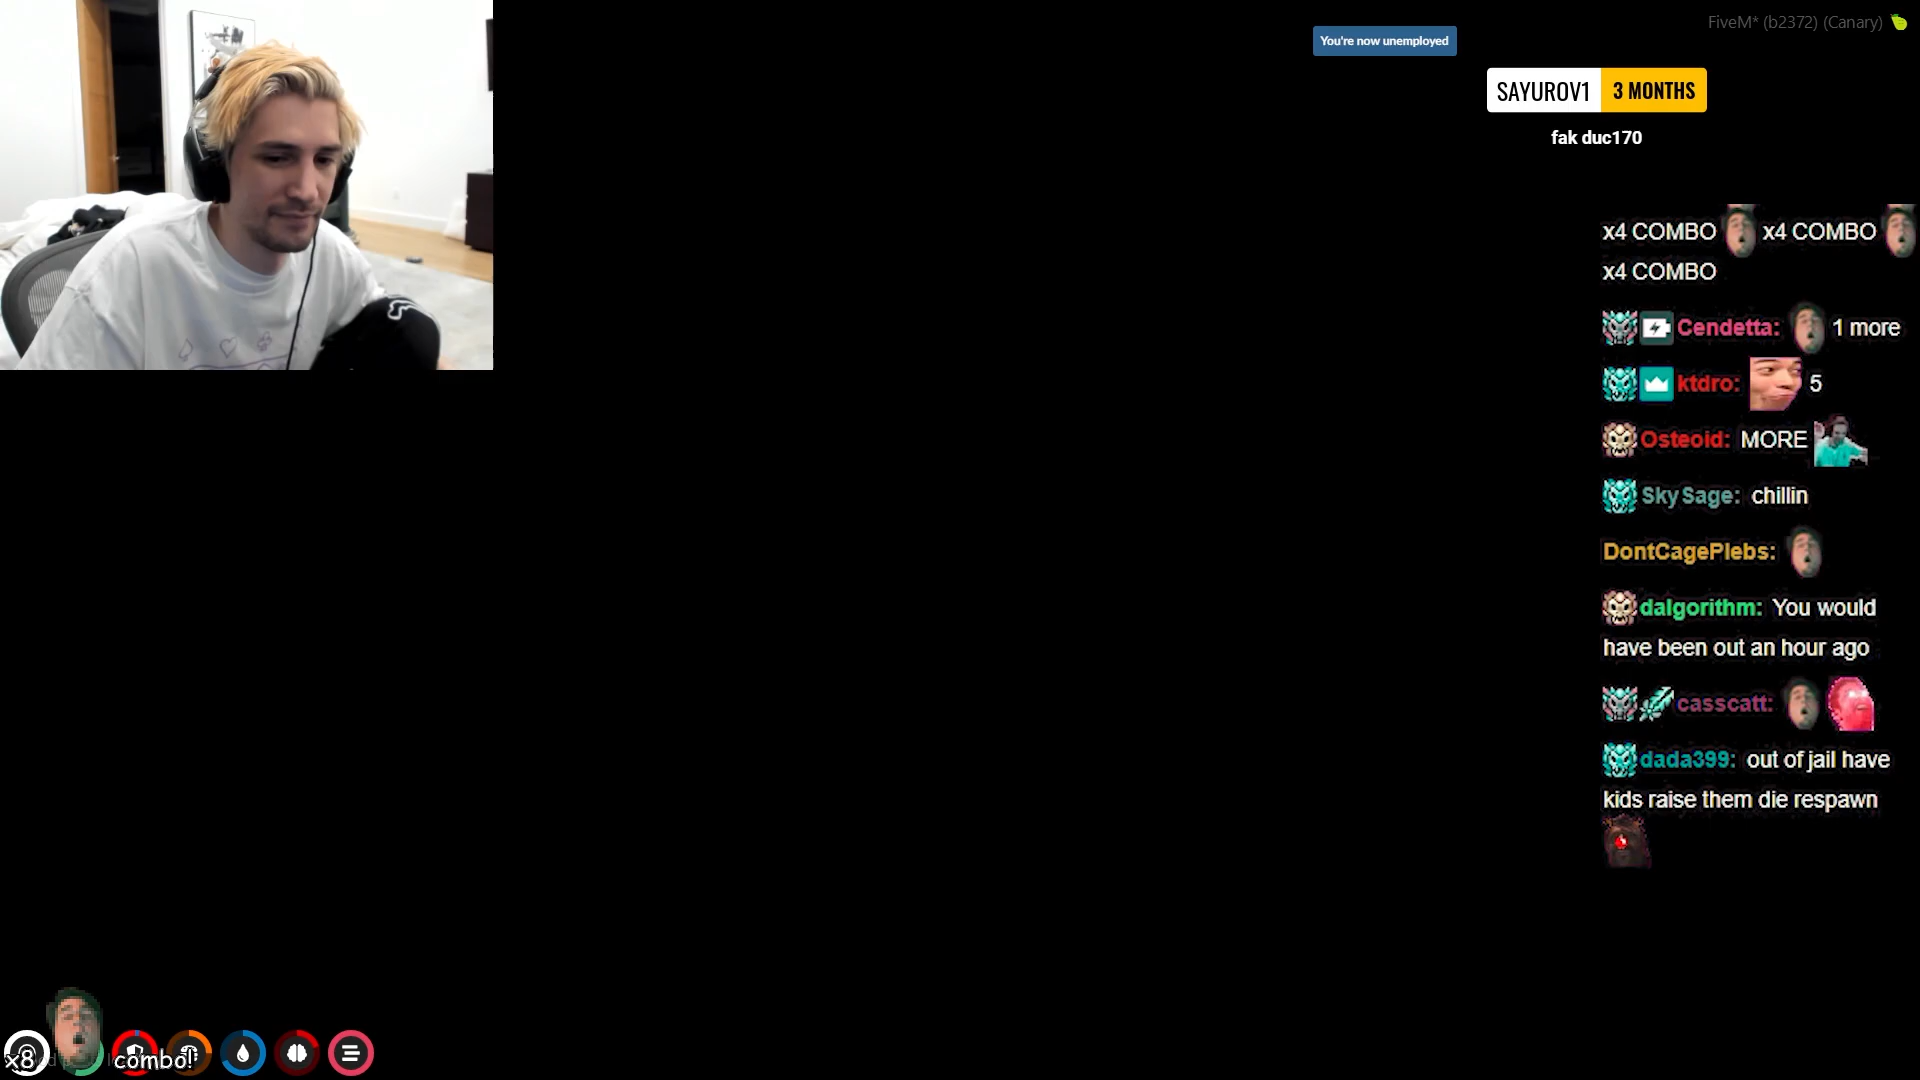 FiveM* (b2372) (Canary)
You're now unemployed
SAYUROV1 3 MONTHS
fak duc170
x4 COMBO x4 COMBO
x4 COMBO
Cendetta: 1 more
ktdro: 5
Osteoid: MORE
SkySage: chillin
DontCagePlebs:
dalgorithm: You would
have been out an hour ago
casscatt:
dada399: out of jail have
kids raise them die respawn
x8 combo!